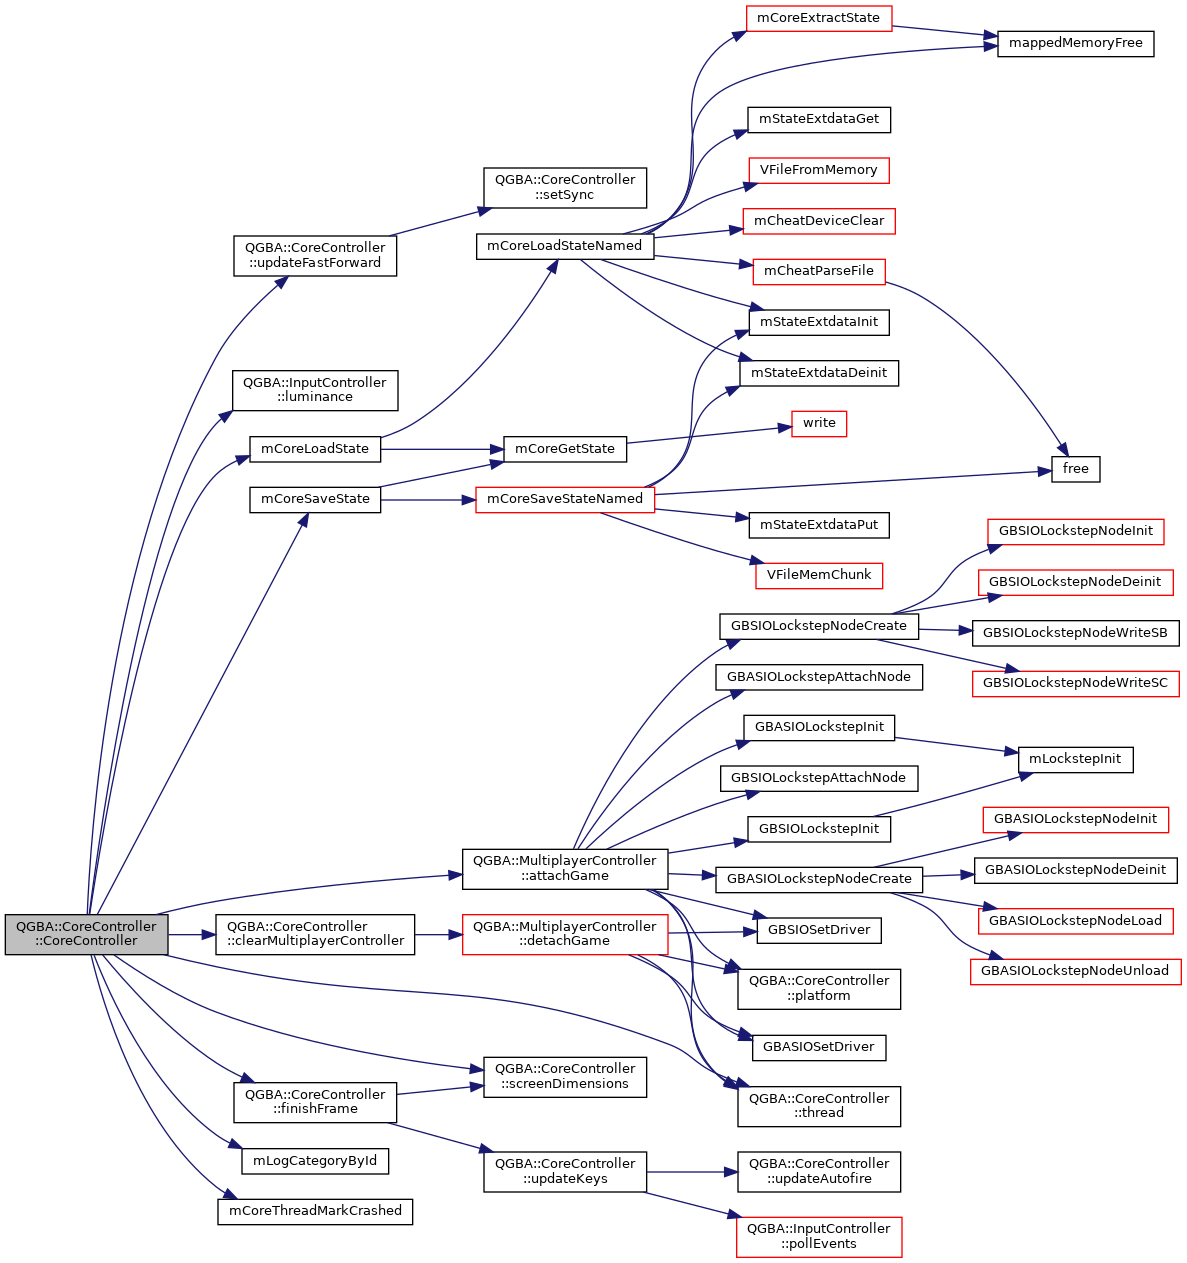 mCoreExtractState
mappedMemoryFree
mStateExtdataGet
VFileFromMemory
QGBA::CoreController
::setSync
mCheatDeviceClear
mCoreLoadStateNamed
QGBA::CoreController
::updateFastForward
mCheatParseFile
mStateExtdataInit
mStateExtdataDeinit
QGBA::InputController
::luminance
write
mCoreLoadState
mCoreGetState
free
mCoreSaveState
mCoreSaveStateNamed
mStateExtdataPut
GBSIOLockstepNodeInit
VFileMemChunk
GBSIOLockstepNodeDeinit
GBSIOLockstepNodeCreate
GBSIOLockstepNodeWriteSB
GBASIOLockstepAttachNode
GBSIOLockstepNodeWriteSC
GBASIOLockstepInit
mLockstepInit
GBSIOLockstepAttachNode
GBSIOLockstepInit
GBASIOLockstepNodeInit
QGBA::MultiplayerController
::attachGame
GBASIOLockstepNodeCreate
GBASIOLockstepNodeDeinit
QGBA::CoreController
::CoreController
QGBA::CoreController
::clearMultiplayerController
QGBA::MultiplayerController
::detachGame
GBSIOSetDriver
GBASIOLockstepNodeLoad
GBASIOLockstepNodeUnload
QGBA::CoreController
::platform
GBASIOSetDriver
QGBA::CoreController
::screenDimensions
QGBA::CoreController
::finishFrame
QGBA::CoreController
::thread
mLogCategoryById
QGBA::CoreController
::updateKeys
QGBA::CoreController
::updateAutofire
mCoreThreadMarkCrashed
QGBA::InputController
::pollEvents